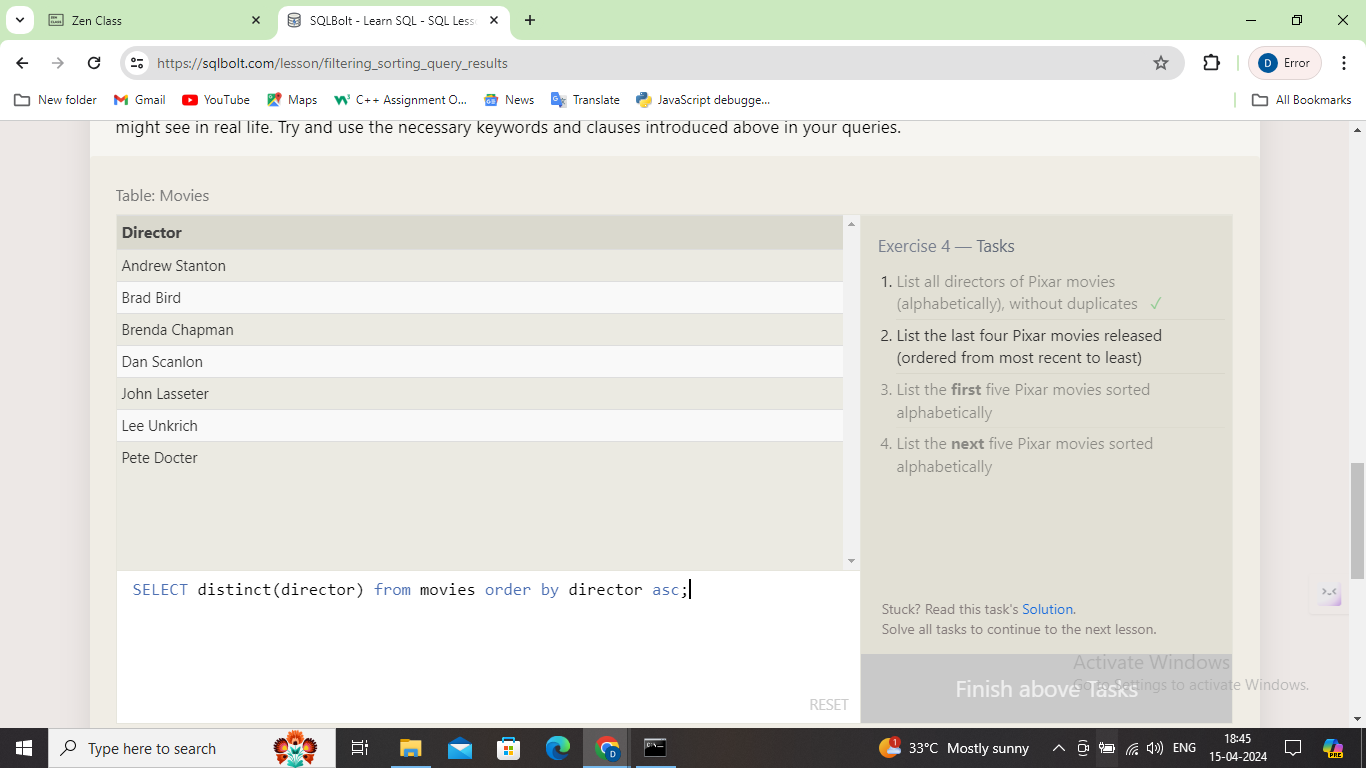 Zen Class
SQLBolt - Learn SQL - SQL Less
https://sqlbolt.com/lesson/filtering_sorting_query_results
D Error
New folder Gmail YouTube Maps C++ Assignment O... News Translate JavaScript debugge... All Bookmarks
might see in real life. Try and use the necessary keywords and clauses introduced above in your queries.
Table: Movies
Director
Andrew Stanton
Brad Bird
Brenda Chapman
Dan Scanlon
John Lasseter
Lee Unkrich
Pete Docter
SELECT distinct(director) from movies order by director asc;
RESET
Exercise 4 — Tasks
1. List all directors of Pixar movies
(alphabetically), without duplicates ✓
2. List the last four Pixar movies released
(ordered from most recent to least)
3. List the first five Pixar movies sorted
alphabetically
4. List the next five Pixar movies sorted
alphabetically
Stuck? Read this task's Solution.
Solve all tasks to continue to the next lesson.
Finish above Tasks
Activate Windows
Go to Settings to activate Windows.
Type here to search
33°C Mostly sunny
ENG
18:45
15-04-2024